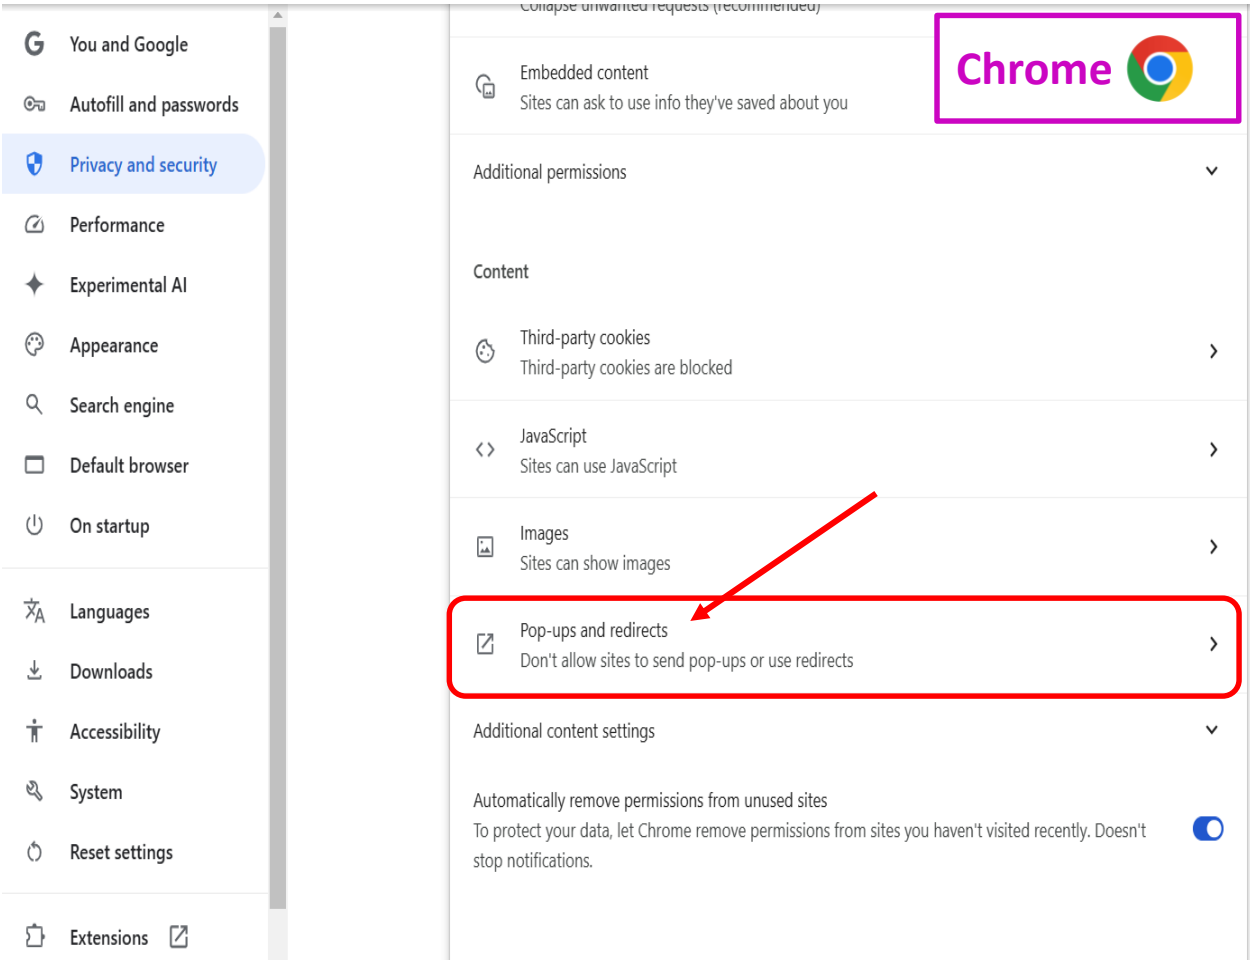 You and Google
Autofill and passwords
Privacy and security
Performance
Experimental AI
Appearance
Search engine
Default browser
On startup
Languages
Downloads
Accessibility
System
Reset settings
Extensions
Collapse unwanted requests (recommended)
Chrome
Embedded content
Sites can ask to use info they've saved about you
Additional permissions
Content
Third-party cookies
Third-party cookies are blocked
JavaScript
Sites can use JavaScript
Images
Sites can show images
Pop-ups and redirects
Don't allow sites to send pop-ups or use redirects
Additional content settings
Automatically remove permissions from unused sites
To protect your data, let Chrome remove permissions from sites you haven't visited recently. Doesn't
stop notifications.